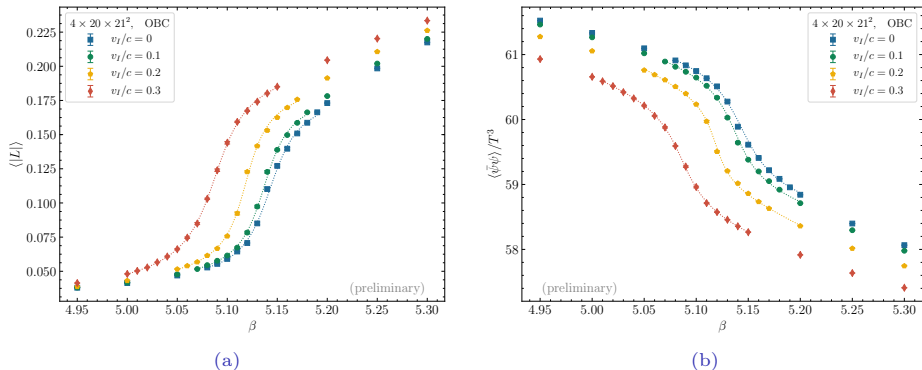 4 × 20 × 21², OBC
v_I/c = 0
v_I/c = 0.1
v_I/c = 0.2
v_I/c = 0.3
⟨|L|⟩
0.225
0.200
0.175
0.150
0.125
0.100
0.075
0.050
(preliminary)
4.95 5.00 5.05 5.10 5.15 5.20 5.25 5.30
β
(a)
4 × 20 × 21², OBC
v_I/c = 0
v_I/c = 0.1
v_I/c = 0.2
v_I/c = 0.3
⟨ψ̄ψ⟩/T³
61
60
59
58
(preliminary)
4.95 5.00 5.05 5.10 5.15 5.20 5.25 5.30
β
(b)